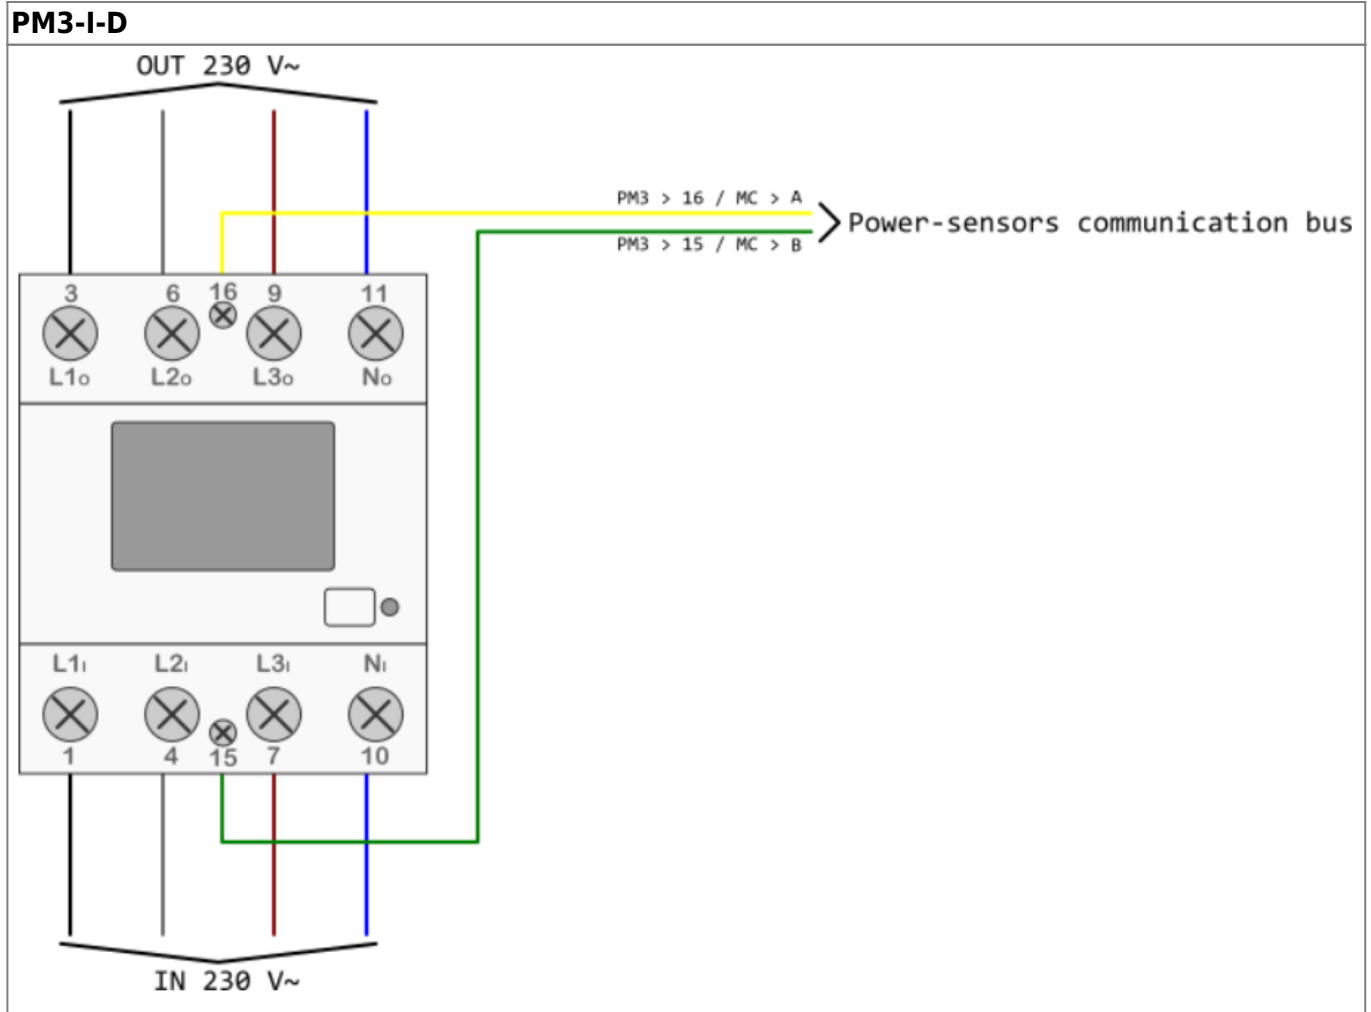 PM3-I-D
OUT 230 V~
PM3 > 16 / MC > A
Power-sensors communication bus
PM3 > 15 / MC > B
3 6 16 9 11
L1o L2o L3o No
L1I L2I L3I NI
1 4 15 7 10
IN 230 V~